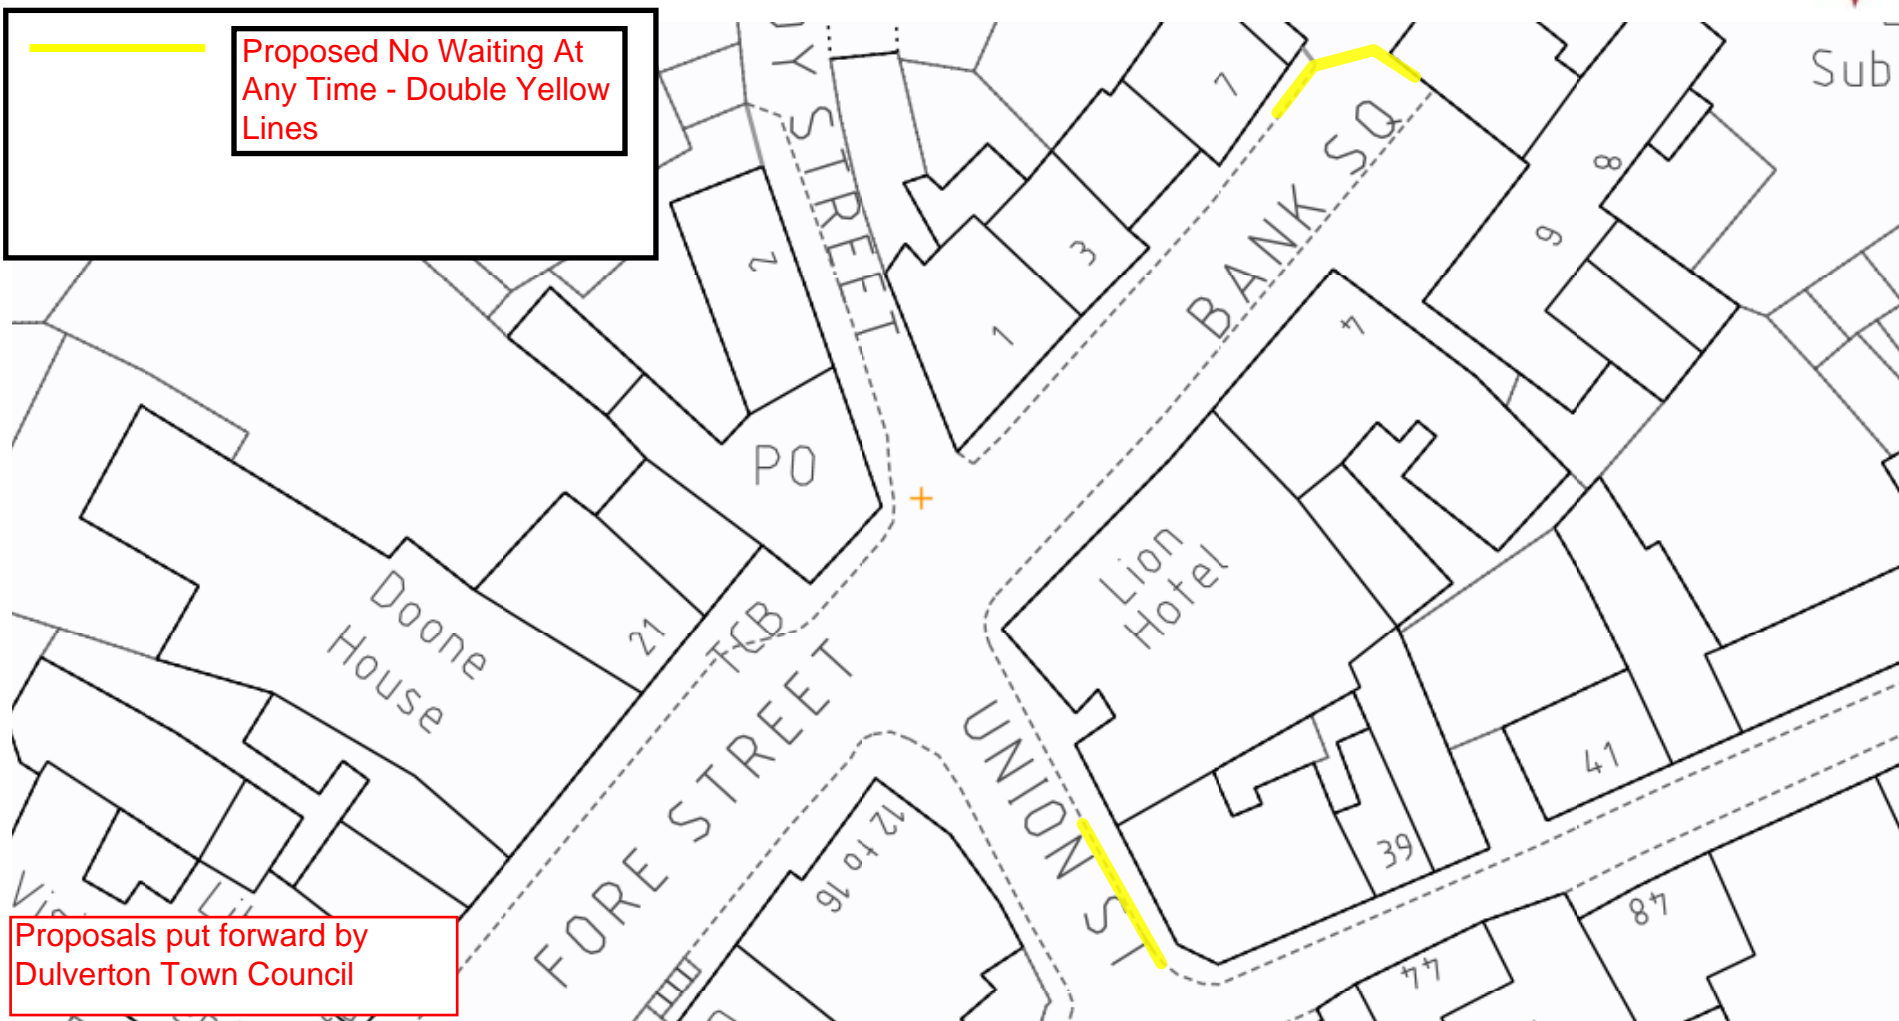 Proposed No Waiting At
Any Time - Double Yellow
Lines
Sub
STREET
BANK SQ
7
8
9
2
3
1
4
PO
Lion
Hotel
Doone
House
21
TCB
FORE STREET
UNION ST
12 to 16
41
39
48
44
Proposals put forward by
Dulverton Town Council